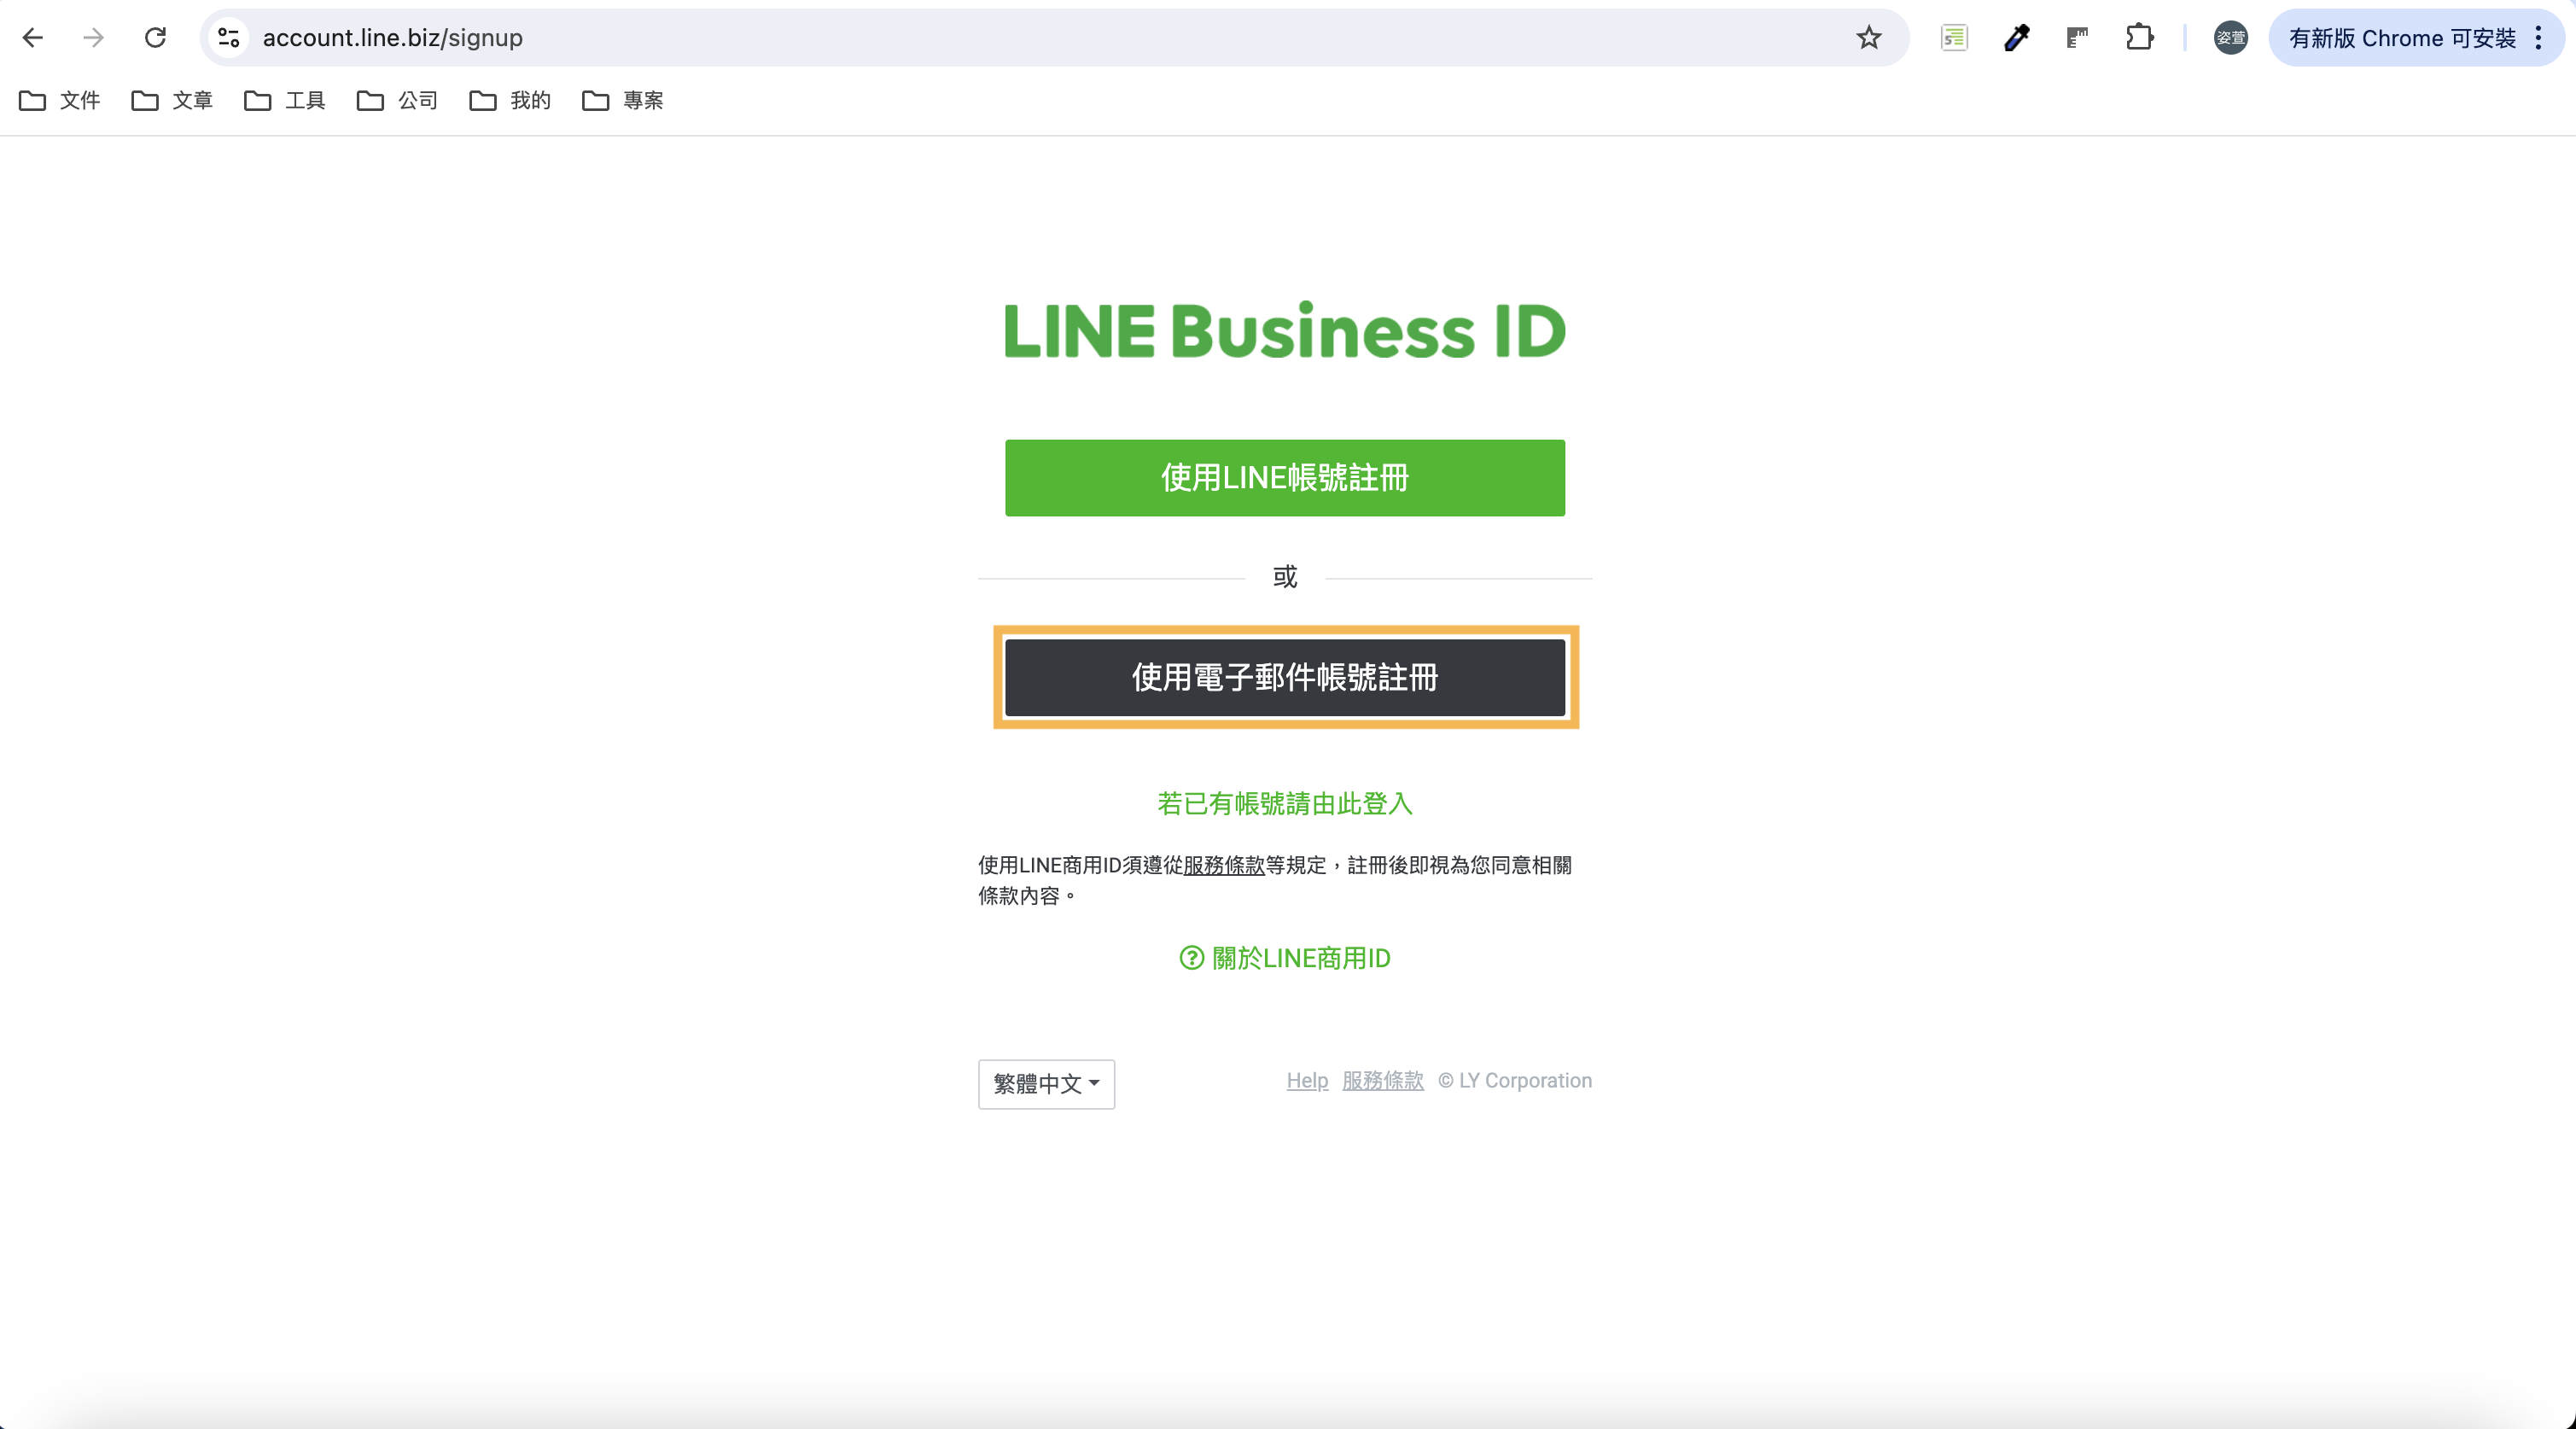 account.line.biz/signup
姿萱
有新版 Chrome 可安裝
文件 文章 工具 公司 我的 專案
LINE Business ID
使用LINE帳號註冊
或
使用電子郵件帳號註冊
若已有帳號請由此登入
使用LINE商用ID須遵從服務條款等規定，註冊後即視為您同意相關
條款內容。
關於LINE商用ID
繁體中文
Help 服務條款 © LY Corporation